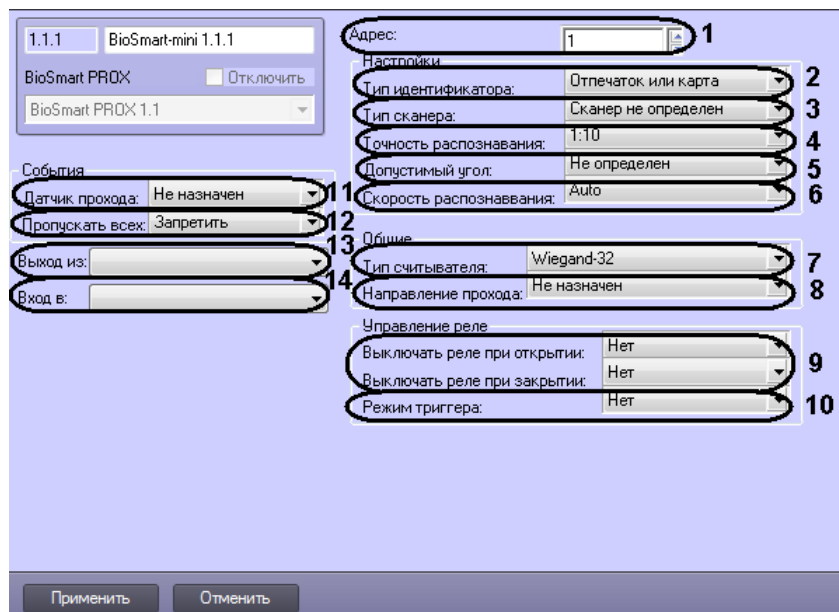 1.1.1 BioSmart-mini 1.1.1
BioSmart PROX Отключить
BioSmart PROX 1.1
События
Датчик прохода: Не назначен 11
Пропускать всех: Запретить 12
13
Выход из:
14
Вход в:
Адрес: 1 1
Настройки
Тип идентификатора: Отпечаток или карта 2
Тип сканера: Сканер не определен 3
Точность распознавания: 1:10 4
Допустимый угол: Не определен 5
Скорость распознаввания: Auto 6
Общие
Тип считывателя: Wiegand-32 7
Направление прохода: Не назначен 8
Управление реле
Выключать реле при открытии: Нет
9
Выключать реле при закрытии: Нет
Режим триггера: Нет 10
Применить Отменить